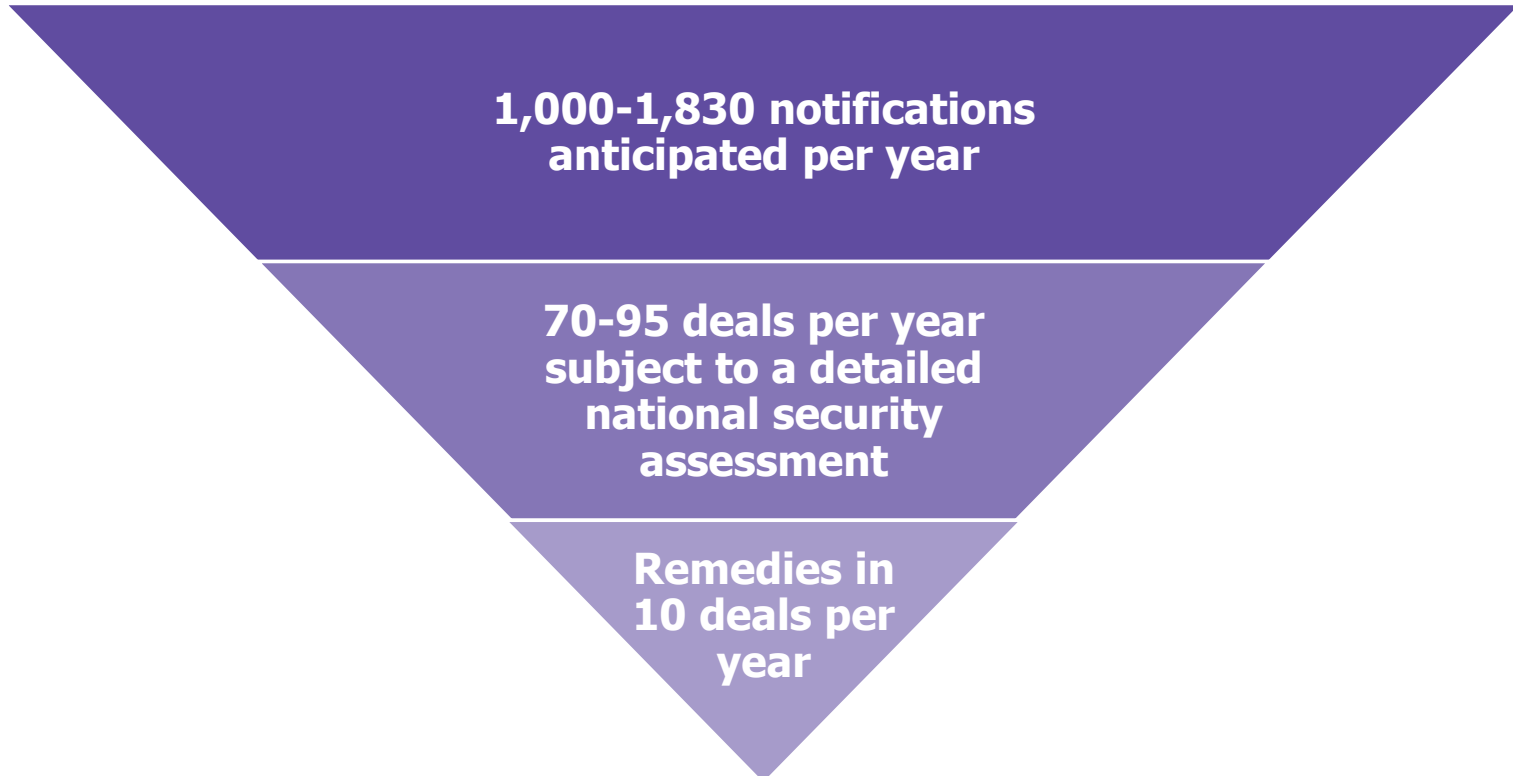 1,000-1,830 notifications
anticipated per year
70-95 deals per year
subject to a detailed
national security
assessment
Remedies in
10 deals per
year